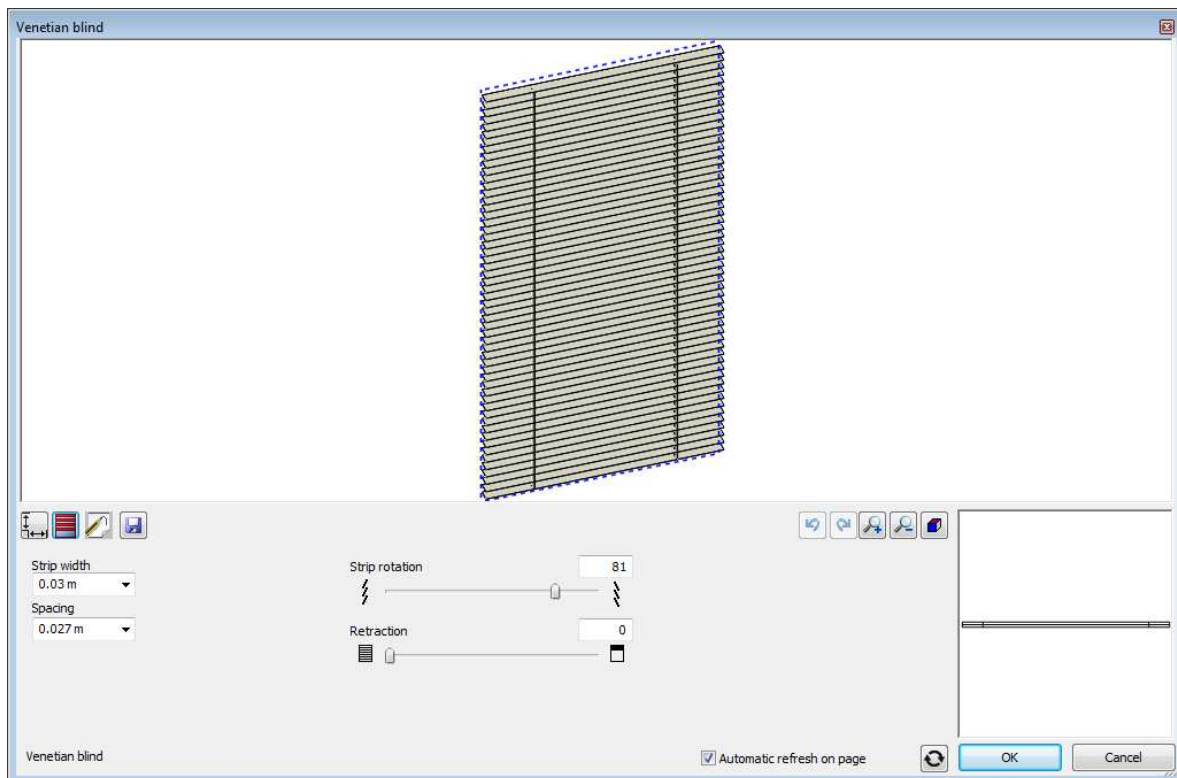 Venetian blind
Strip width
0.03 m
Spacing
0.027 m
Strip rotation
81
Retraction
0
Venetian blind
Automatic refresh on page
OK
Cancel